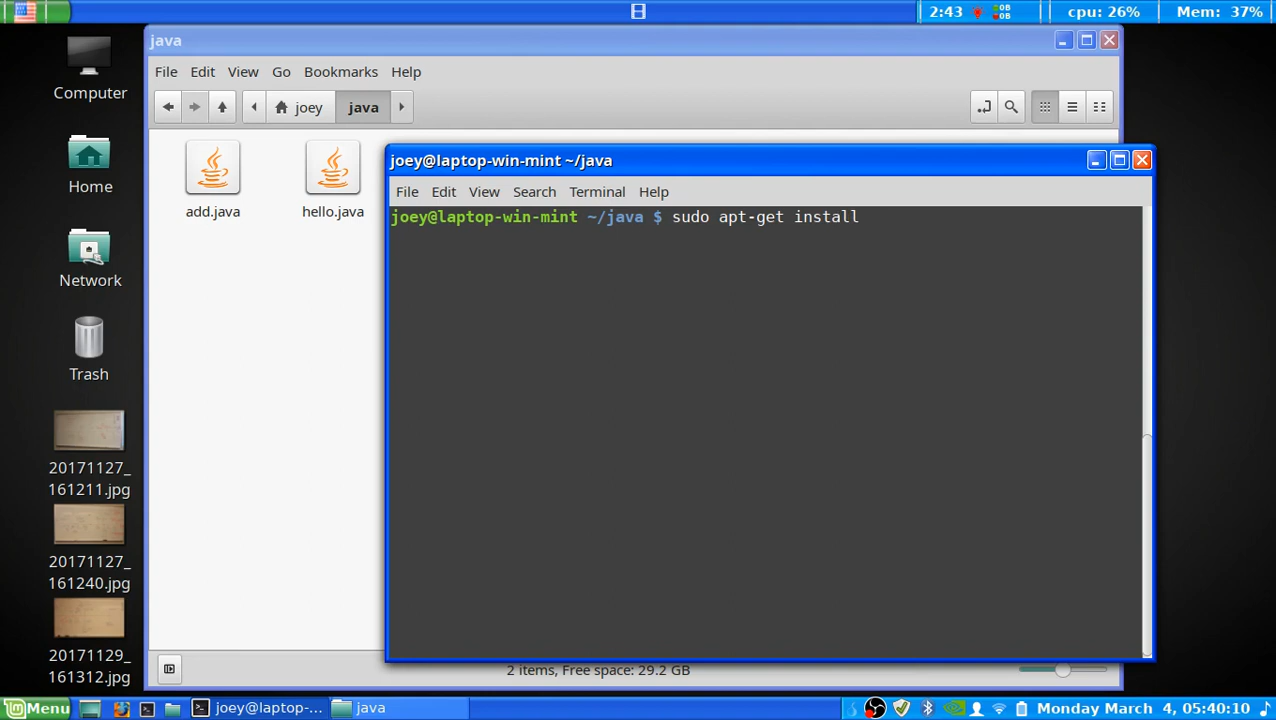 2:43
0B
0B
cpu: 26%
Mem: 37%
java
File Edit View Go Bookmarks Help
joey
java
add.java
hello.java
joey@laptop-win-mint ~/java
File Edit View Search Terminal Help
joey@laptop-win-mint ~/java $ sudo apt-get install
Computer
Home
Network
Trash
20171127_
161211.jpg
20171127_
161240.jpg
20171129_
161312.jpg
2 items, Free space: 29.2 GB
Menu
joey@laptop-...
java
Monday March 4, 05:40:10